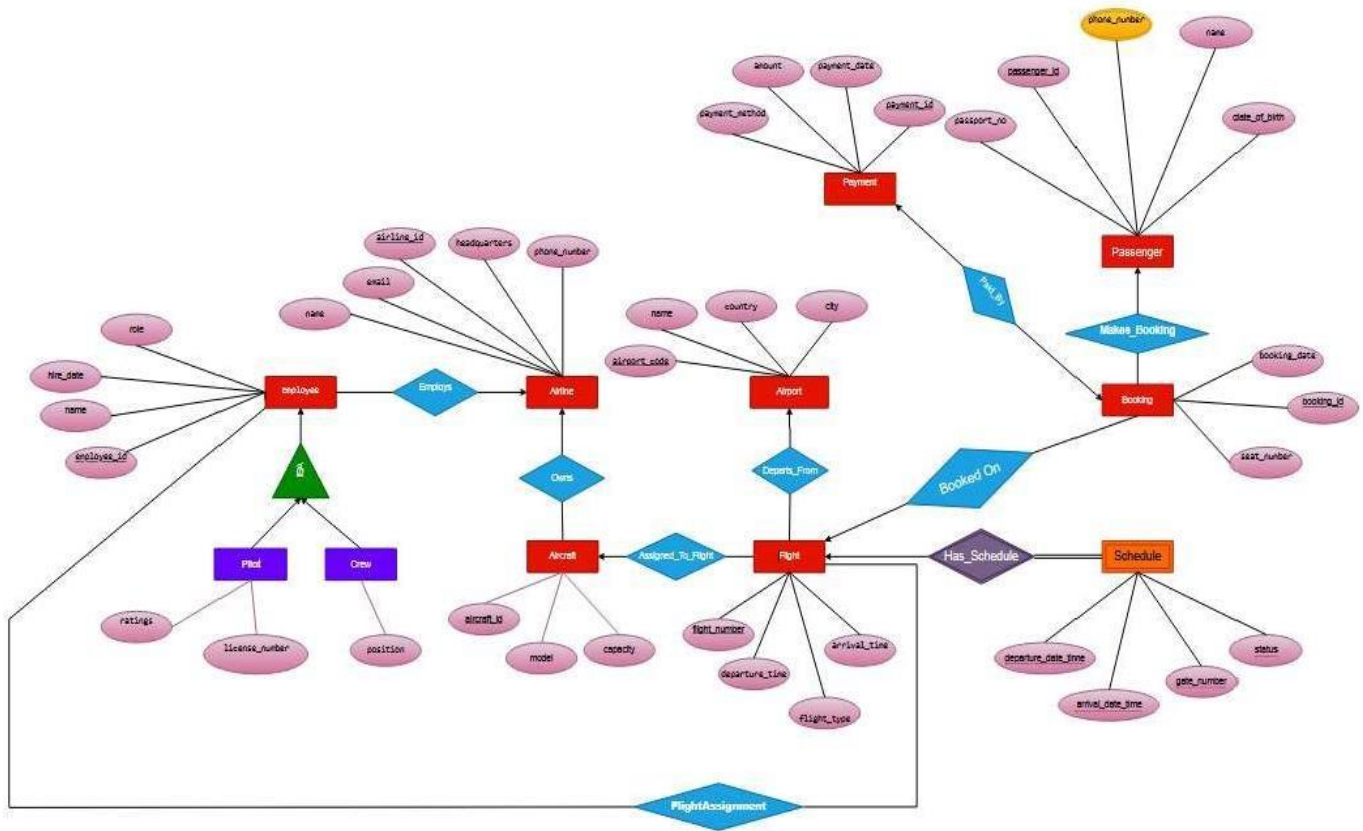 phone_number
name
amount
payment_date
passenger_id
payment_method
payment_id
passport_no
date_of_birth
Payment
Passenger
airline_id
headquarters
phone_number
email
name
role
country
city
name
Paid_By
Makes_Booking
airport_code
booking_date
hire_date
employee
Employs
Airline
Airport
Booking
booking_id
name
employee_id
seat_number
ISA
Owns
Departs_From
Booked On
Pilot
Crew
Aircraft
Assigned_To_Flight
Flight
Has_Schedule
Schedule
ratings
license_number
position
aircraft_id
model
capacity
flight_number
departure_time
arrival_time
flight_type
departure_date_time
arrival_date_time
gate_number
status
FlightAssignment